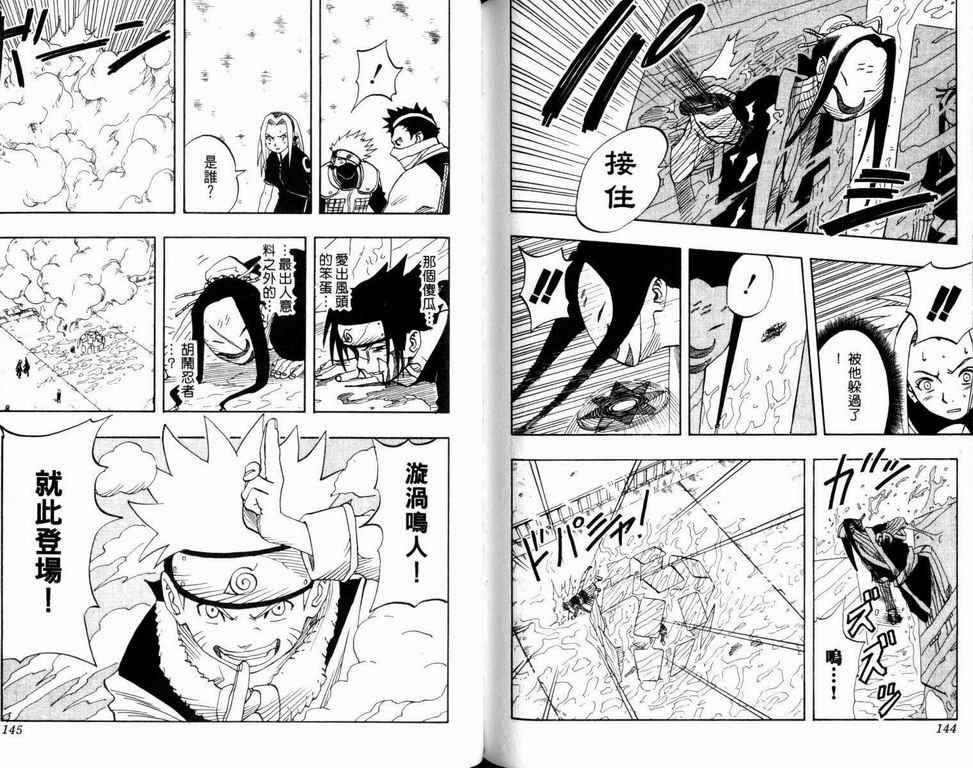 接
住
!
被他躲過了
!
!!
!!
ガッ
ズズズ
嗚…!
ドドパシャ!
144
!
是誰?
那個傻瓜…
愛出風頭
的笨蛋…
…最出人意
料之外的…
胡鬧忍者
…?
漩渦鳴人!
就此登場!
145